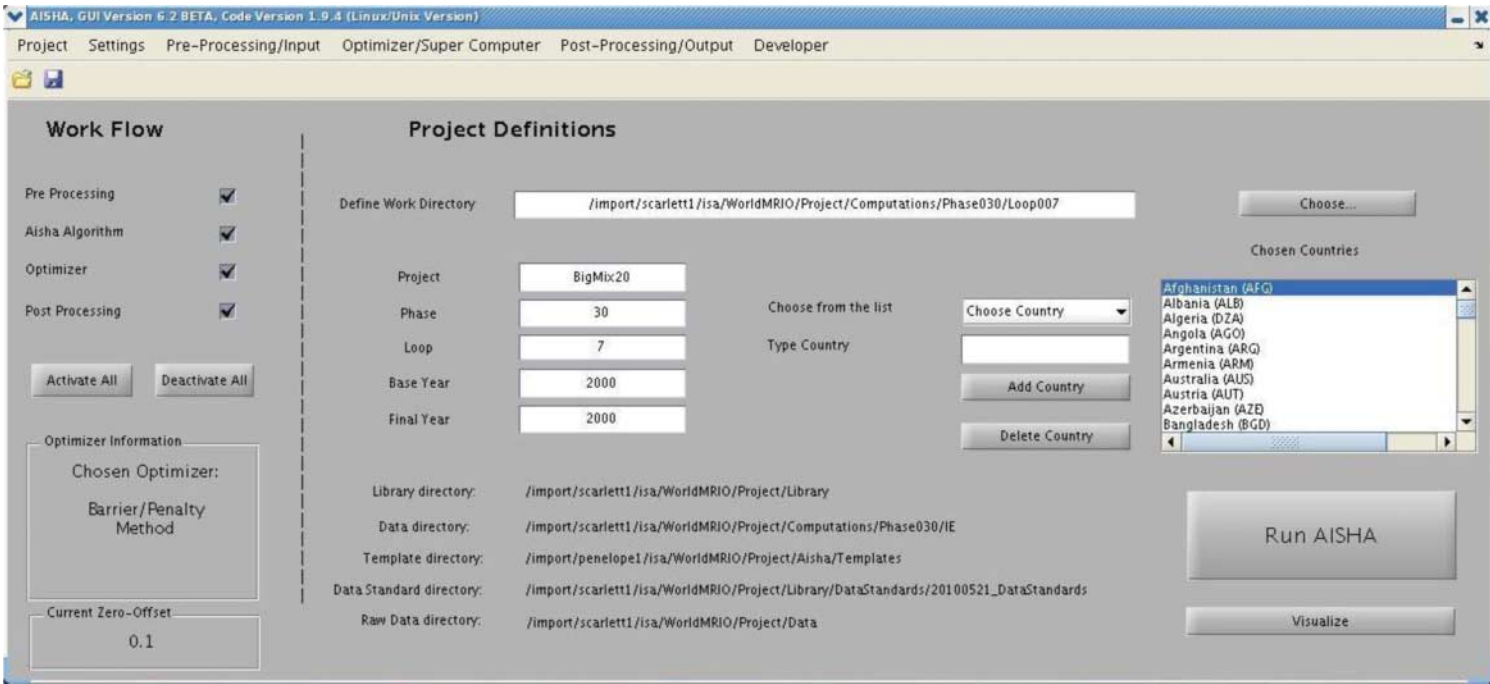 AISHA, GUI Version 6.2 BETA, Code Version 1.9.4 (Linux/Unix Version)
Project Settings Pre-Processing/Input Optimizer/Super Computer Post-Processing/Output Developer
Work Flow
Pre Processing
Aisha Algorithm
Optimizer
Post Processing
Activate All Deactivate All
Optimizer Information
Chosen Optimizer:
Barrier/Penalty
Method
Current Zero-Offset
0.1
Project Definitions
Define Work Directory /import/scarlett1/isa/WorldMRIO/Project/Computations/Phase030/Loop007 Choose...
Project BigMix20
Phase 30
Loop 7
Base Year 2000
Final Year 2000
Choose from the list Choose Country
Type Country
Add Country
Delete Country
Chosen Countries
Afghanistan (AFG)
Albania (ALB)
Algeria (DZA)
Angola (AGO)
Argentina (ARG)
Armenia (ARM)
Australia (AUS)
Austria (AUT)
Azerbaijan (AZE)
Bangladesh (BGD)
Library directory: /import/scarlett1/isa/WorldMRIO/Project/Library
Data directory: /import/scarlett1/isa/WorldMRIO/Project/Computations/Phase030/IE
Template directory: /import/penelope1/isa/WorldMRIO/Project/Aisha/Templates
Data Standard directory: /import/scarlett1/isa/WorldMRIO/Project/Library/DataStandards/20100521_DataStandards
Raw Data directory: /import/scarlett1/isa/WorldMRIO/Project/Data
Run AISHA
Visualize